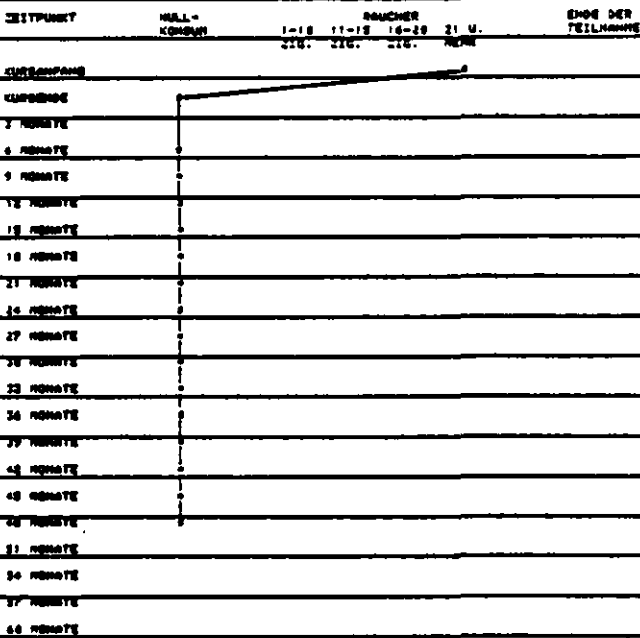 ZEITPUNKT NULL- RAUCHER ENDE DER
KONSUM 1-10 11-15 16-20 21 U. TEILNAHME
ZIG. ZIG. ZIG. MEHR
KURSANFANG
KURSENDE
3 MONATE
6 MONATE
9 MONATE
12 MONATE
15 MONATE
18 MONATE
21 MONATE
24 MONATE
27 MONATE
30 MONATE
33 MONATE
36 MONATE
39 MONATE
42 MONATE
45 MONATE
48 MONATE
51 MONATE
54 MONATE
57 MONATE
60 MONATE